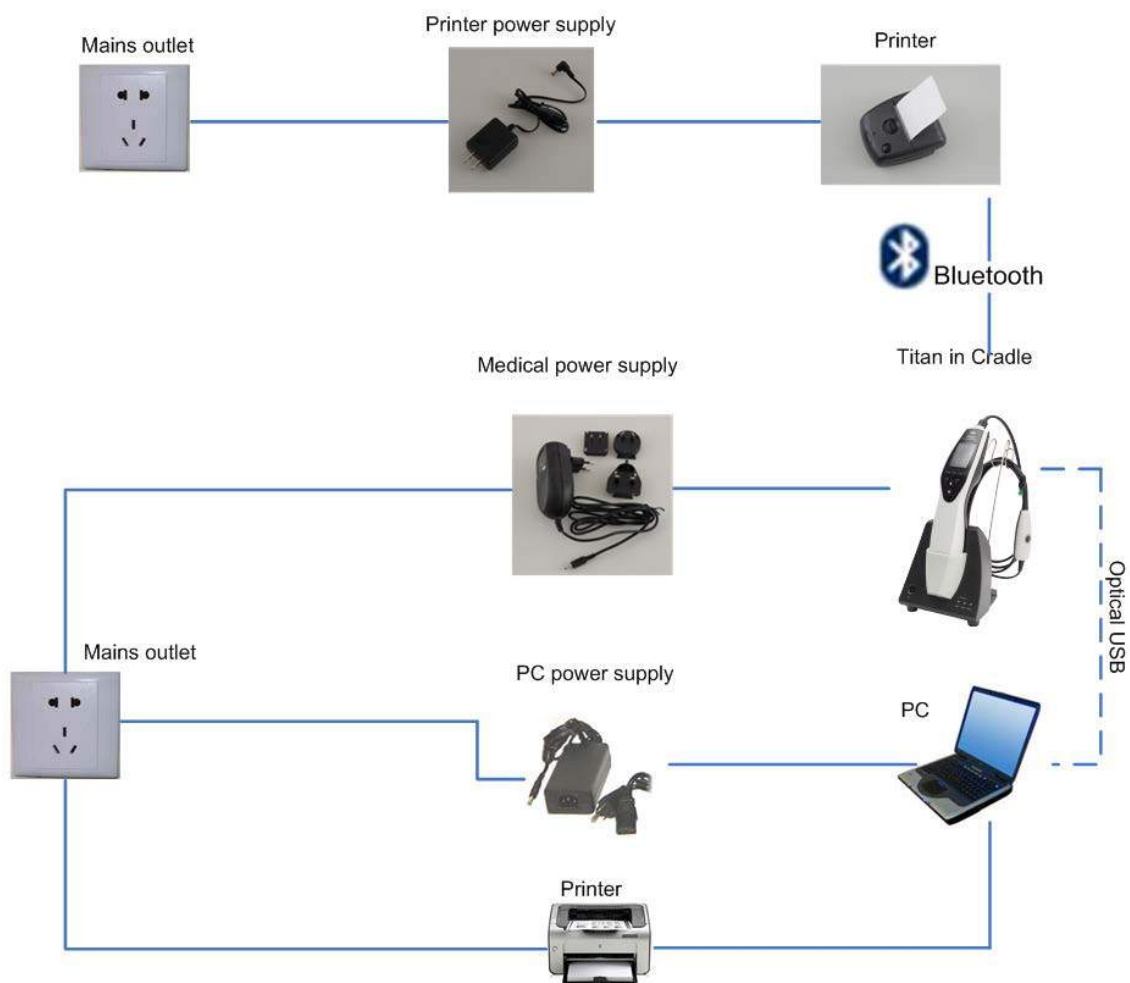 Printer power supply
Mains outlet
Printer
Bluetooth
Titan in Cradle
Medical power supply
Optical USB
Mains outlet
PC power supply
PC
Printer